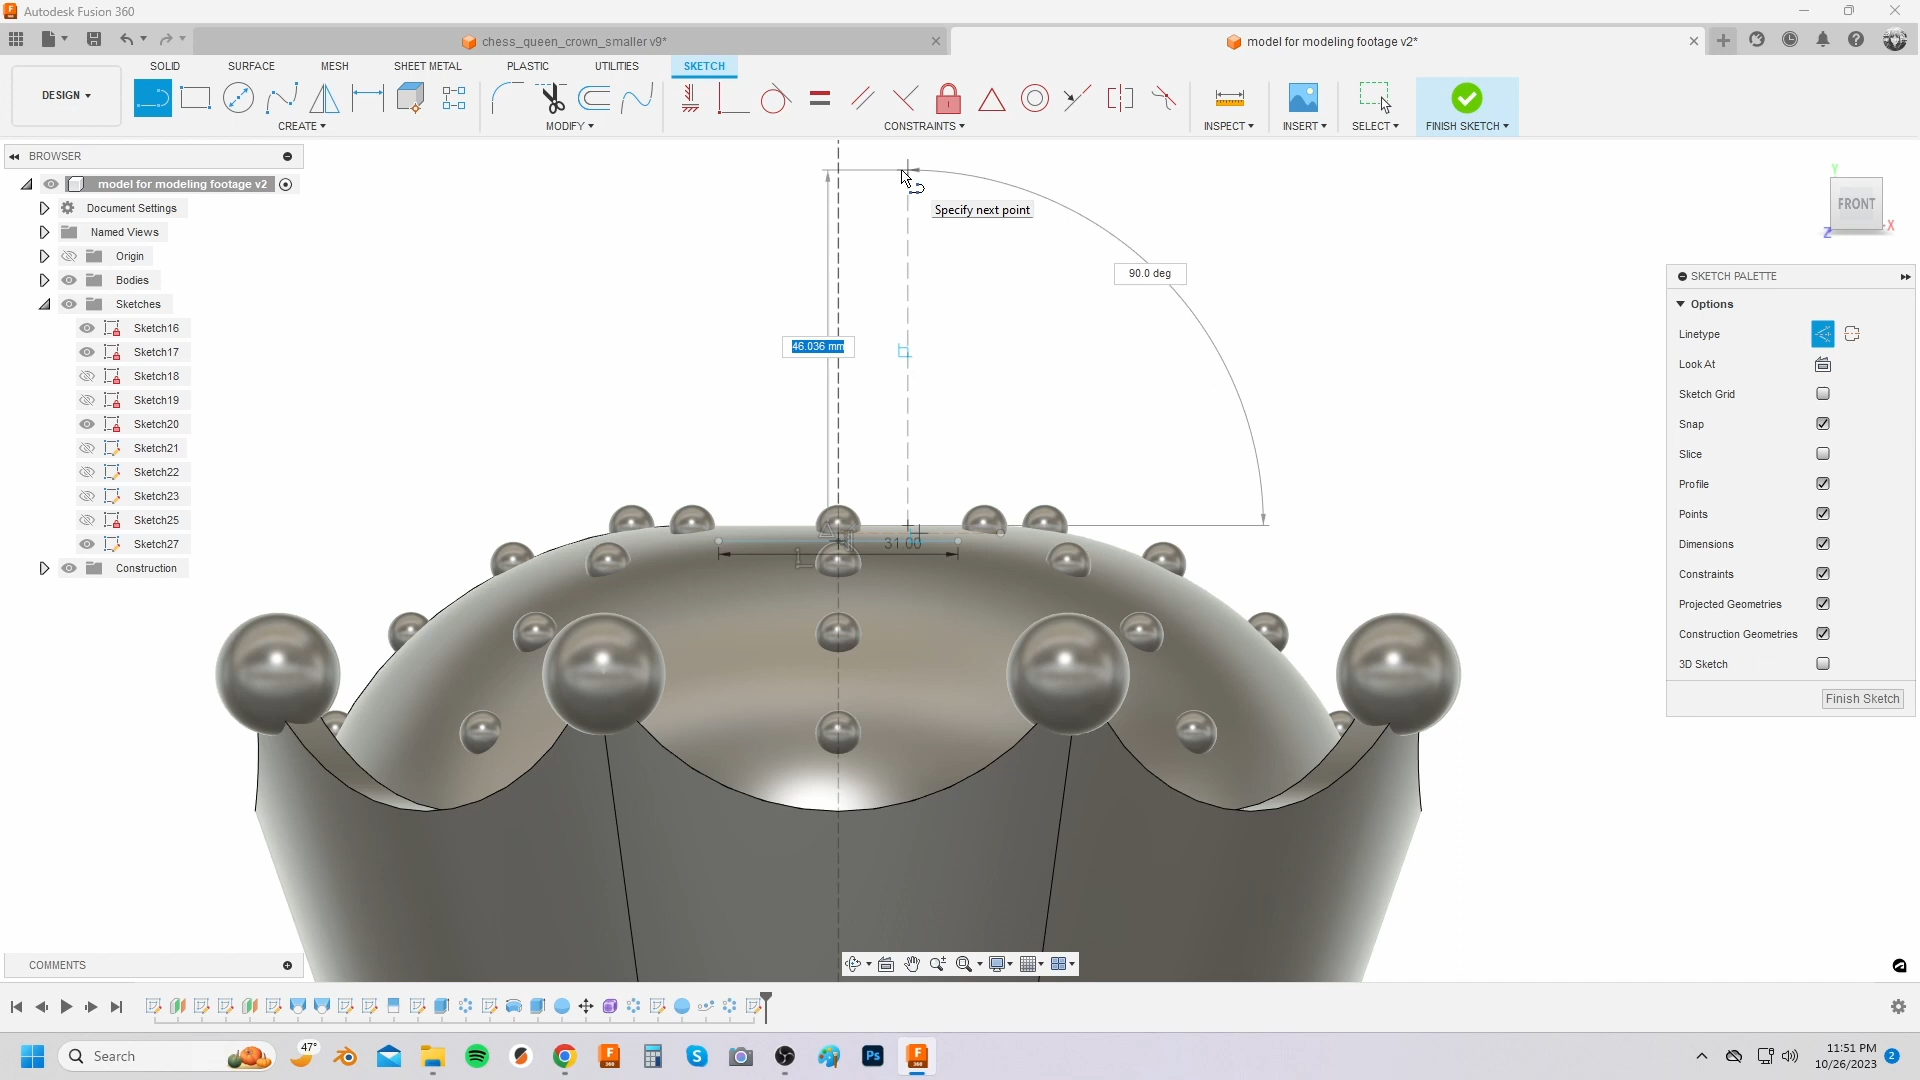 Autodesk Fusion 360
chess_queen_crown_smaller v9*
model for modeling footage v2*
SOLID SURFACE MESH SHEET METAL PLASTIC UTILITIES SKETCH
DESIGN
CREATE MODIFY CONSTRAINTS INSPECT INSERT SELECT FINISH SKETCH
BROWSER
model for modeling footage v2
Document Settings
Named Views
Origin
Bodies
Sketches
Sketch16
Sketch17
Sketch18
Sketch19
Sketch20
Sketch21
Sketch22
Sketch23
Sketch25
Sketch27
Construction
Specify next point
90.0 deg
46.036 mm
31.00
Y
FRONT
X
Z
SKETCH PALETTE
Options
Linetype
Look At
Sketch Grid
Snap
Slice
Profile
Points
Dimensions
Constraints
Projected Geometries
Construction Geometries
3D Sketch
Finish Sketch
COMMENTS
47°
Search
Ps
11:51 PM
10/26/2023
2